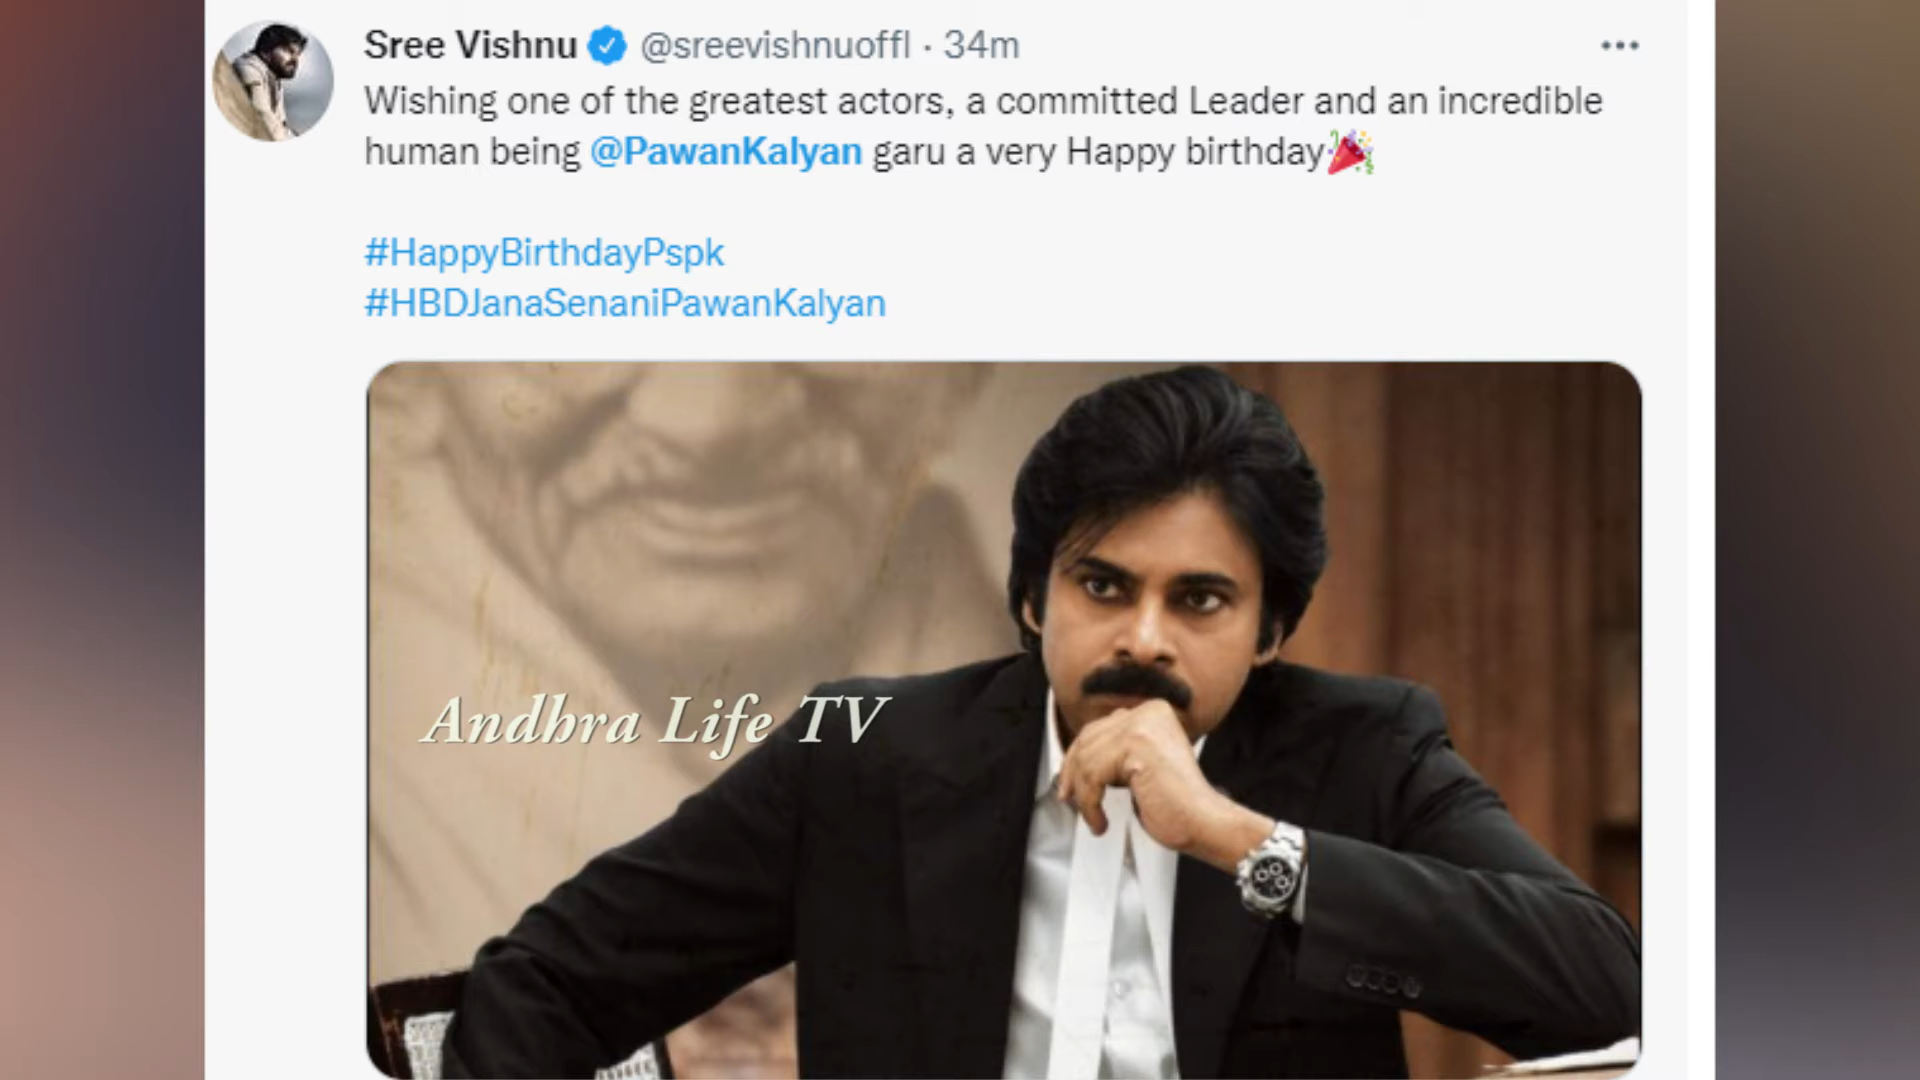 Sree Vishnu @sreevishnuoffl · 34m
Wishing one of the greatest actors, a committed Leader and an incredible
human being @PawanKalyan garu a very Happy birthday🎉
#HappyBirthdayPspk
#HBDJanaSenaniPawanKalyan
Andhra Life TV